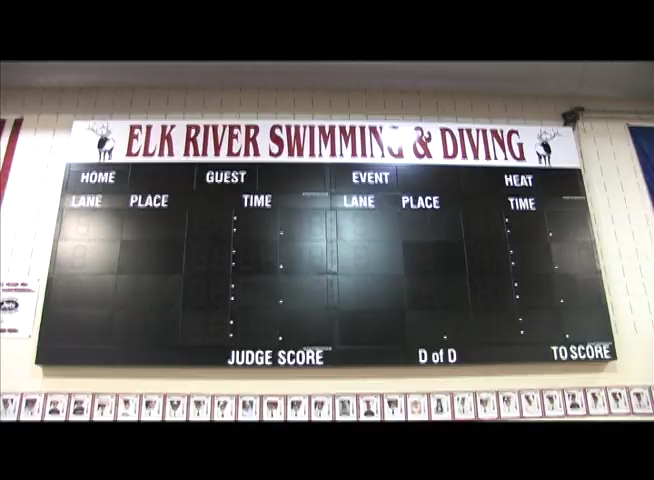 ELK RIVER SWIMMING & DIVING
HOME GUEST EVENT HEAT
LANE PLACE TIME LANE PLACE TIME
JUDGE SCORE D of D TO SCORE
Jets